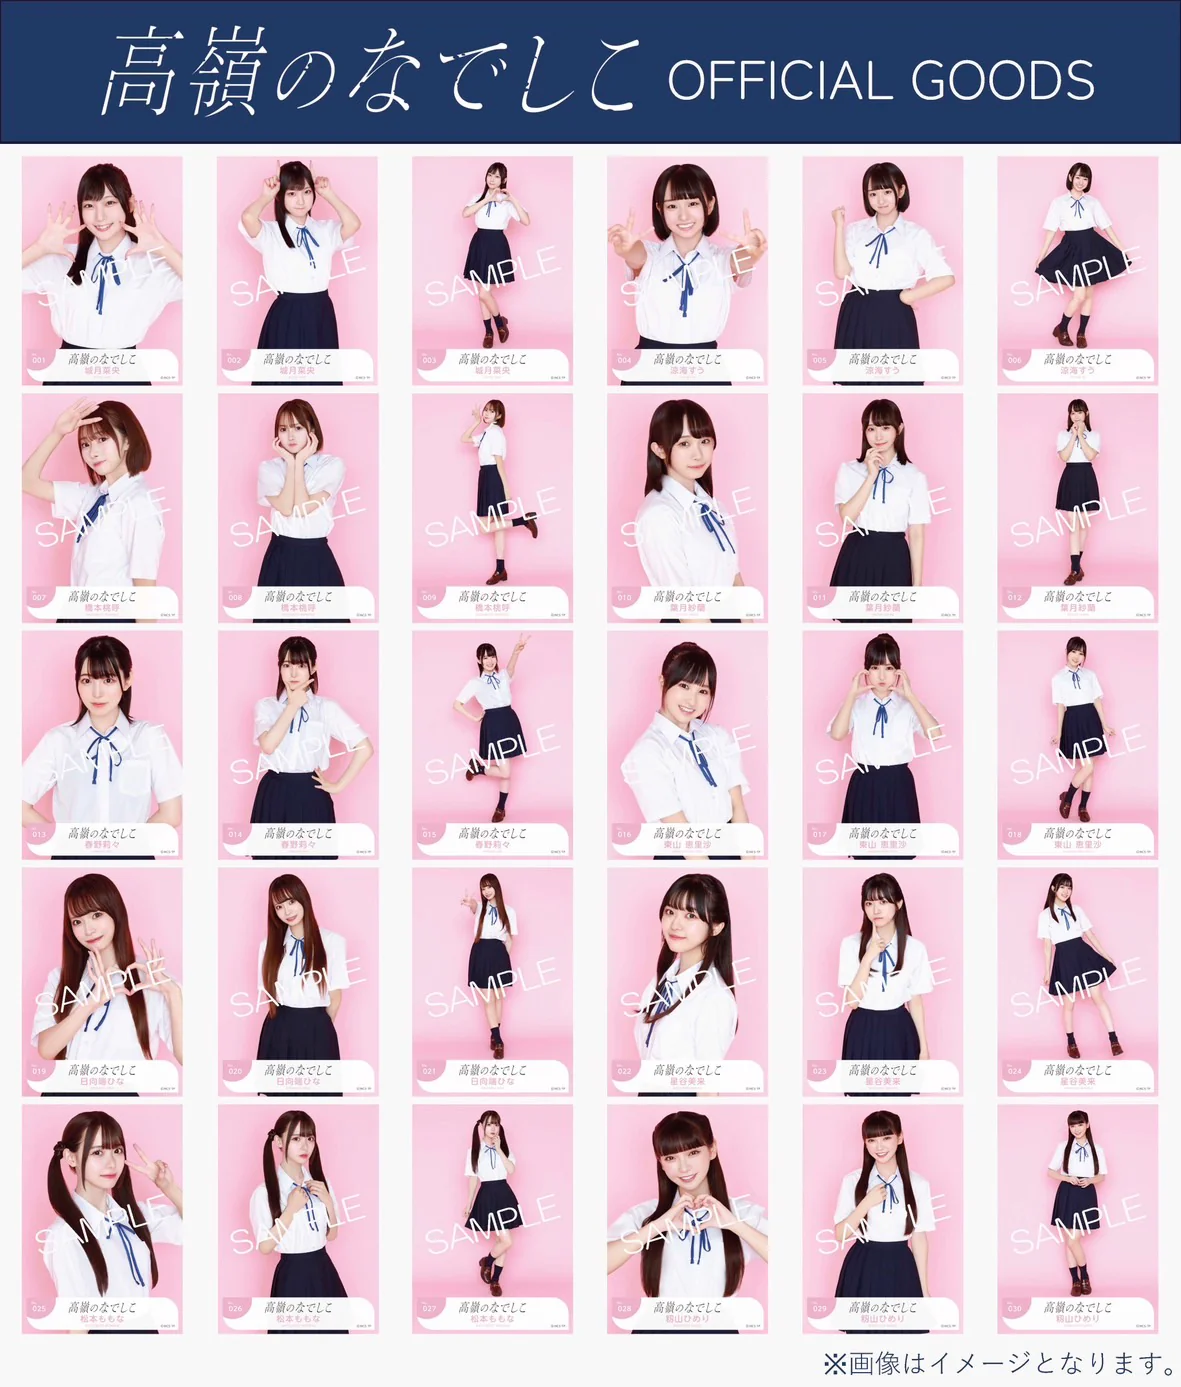 高嶺のなでしこ OFFICIAL GOODS
SAMPLE SAMPLE SAMPLE SAMPLE SAMPLE SAMPLE
001 高嶺のなでしこ 002 高嶺のなでしこ 003 高嶺のなでしこ 004 高嶺のなでしこ 005 高嶺のなでしこ 006 高嶺のなでしこ
城月菜央 城月菜央 城月菜央 涼海すう 涼海すう 涼海すう
SAMPLE SAMPLE SAMPLE SAMPLE SAMPLE SAMPLE
007 高嶺のなでしこ 008 高嶺のなでしこ 009 高嶺のなでしこ 010 高嶺のなでしこ 011 高嶺のなでしこ 012 高嶺のなでしこ
橋本桃呼 橋本桃呼 橋本桃呼 葉月紗蘭 葉月紗蘭 葉月紗蘭
SAMPLE SAMPLE SAMPLE SAMPLE SAMPLE SAMPLE
013 高嶺のなでしこ 014 高嶺のなでしこ 015 高嶺のなでしこ 016 高嶺のなでしこ 017 高嶺のなでしこ 018 高嶺のなでしこ
春野莉々 春野莉々 春野莉々 東山 恵里沙 東山 恵里沙 東山 恵里沙
SAMPLE SAMPLE SAMPLE SAMPLE SAMPLE SAMPLE
019 高嶺のなでしこ 020 高嶺のなでしこ 021 高嶺のなでしこ 022 高嶺のなでしこ 023 高嶺のなでしこ 024 高嶺のなでしこ
日向端ひな 日向端ひな 日向端ひな 星谷美来 星谷美来 星谷美来
SAMPLE SAMPLE SAMPLE SAMPLE SAMPLE SAMPLE
025 高嶺のなでしこ 026 高嶺のなでしこ 027 高嶺のなでしこ 028 高嶺のなでしこ 029 高嶺のなでしこ 030 高嶺のなでしこ
松本ももな 松本ももな 松本ももな 籾山ひめり 籾山ひめり 籾山ひめり
※画像はイメージとなります。